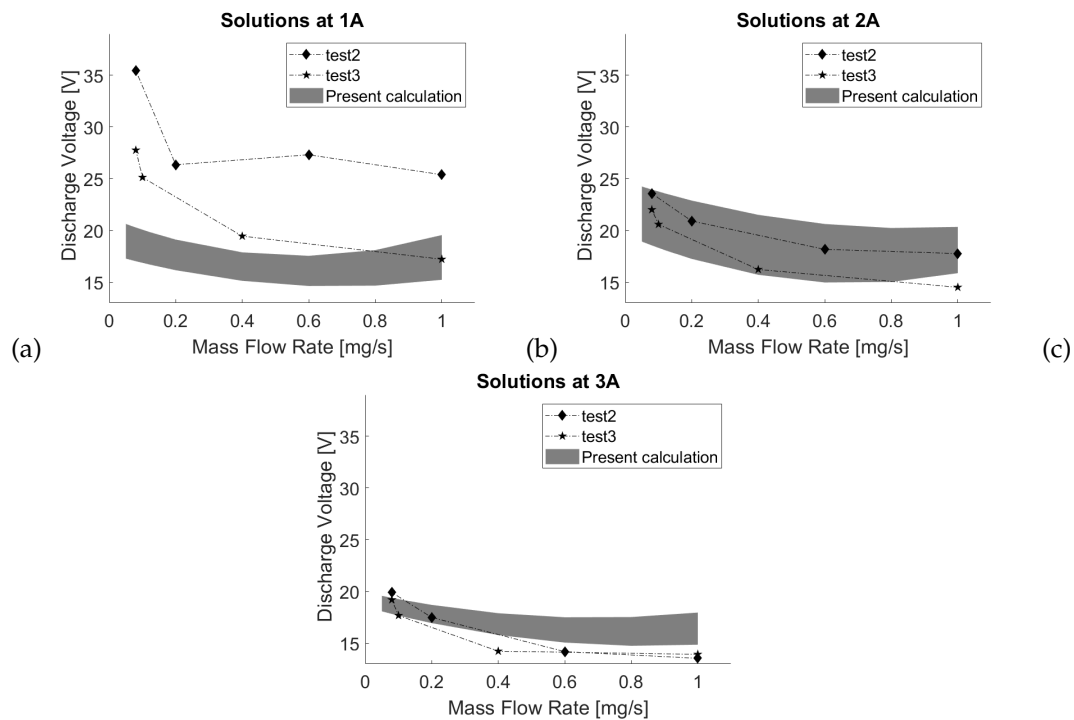 Solutions at 1A
test2
test3
Present calculation
Discharge Voltage [V]
35
30
25
20
15
0 0.2 0.4 0.6 0.8 1
Mass Flow Rate [mg/s]
(a)
Solutions at 2A
test2
test3
Present calculation
Discharge Voltage [V]
35
30
25
20
15
0 0.2 0.4 0.6 0.8 1
Mass Flow Rate [mg/s]
(b)
(c)
Solutions at 3A
test2
test3
Present calculation
Discharge Voltage [V]
35
30
25
20
15
0 0.2 0.4 0.6 0.8 1
Mass Flow Rate [mg/s]